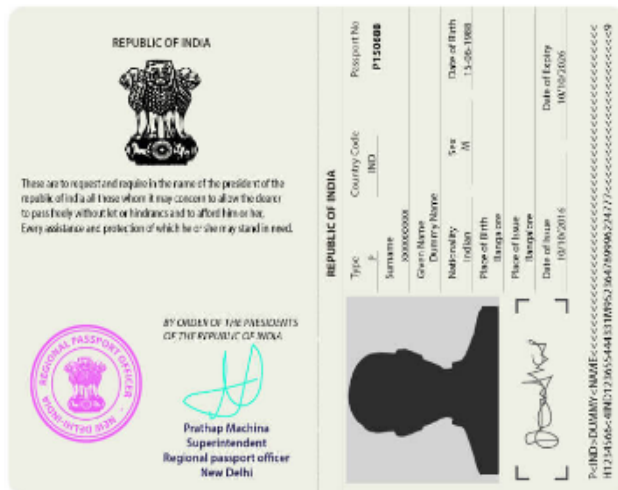 REPUBLIC OF INDIA
These are to request and require in the name of the president of the
republic of india all those whom it may concern to allow the dearer
to pass freely without let or hindrancs and to afford him or her,
Every assistance and protection of which he or she may stand in need.
BY ORDER OF THE PRESIDENTS
OF THE REPUBLIC OF INDIA
REGIONAL PASSPORT OFFICER
NEW DELHI-INDIA
Prathap Machina
Superintendent
Regional passport officer
New Delhi
REPUBLIC OF INDIA
Type Country Code Passport No
P IND P150688
Surname
xxxxxxxxxx
Given Name
Dummy Name
Nationality Sex Date of Birth
Indian M 15-06-1988
Place of Birth
Bangalore
Place of Issue
Bangalore
Date of Issue Date of Expiry
10/10/2016 10/10/2026